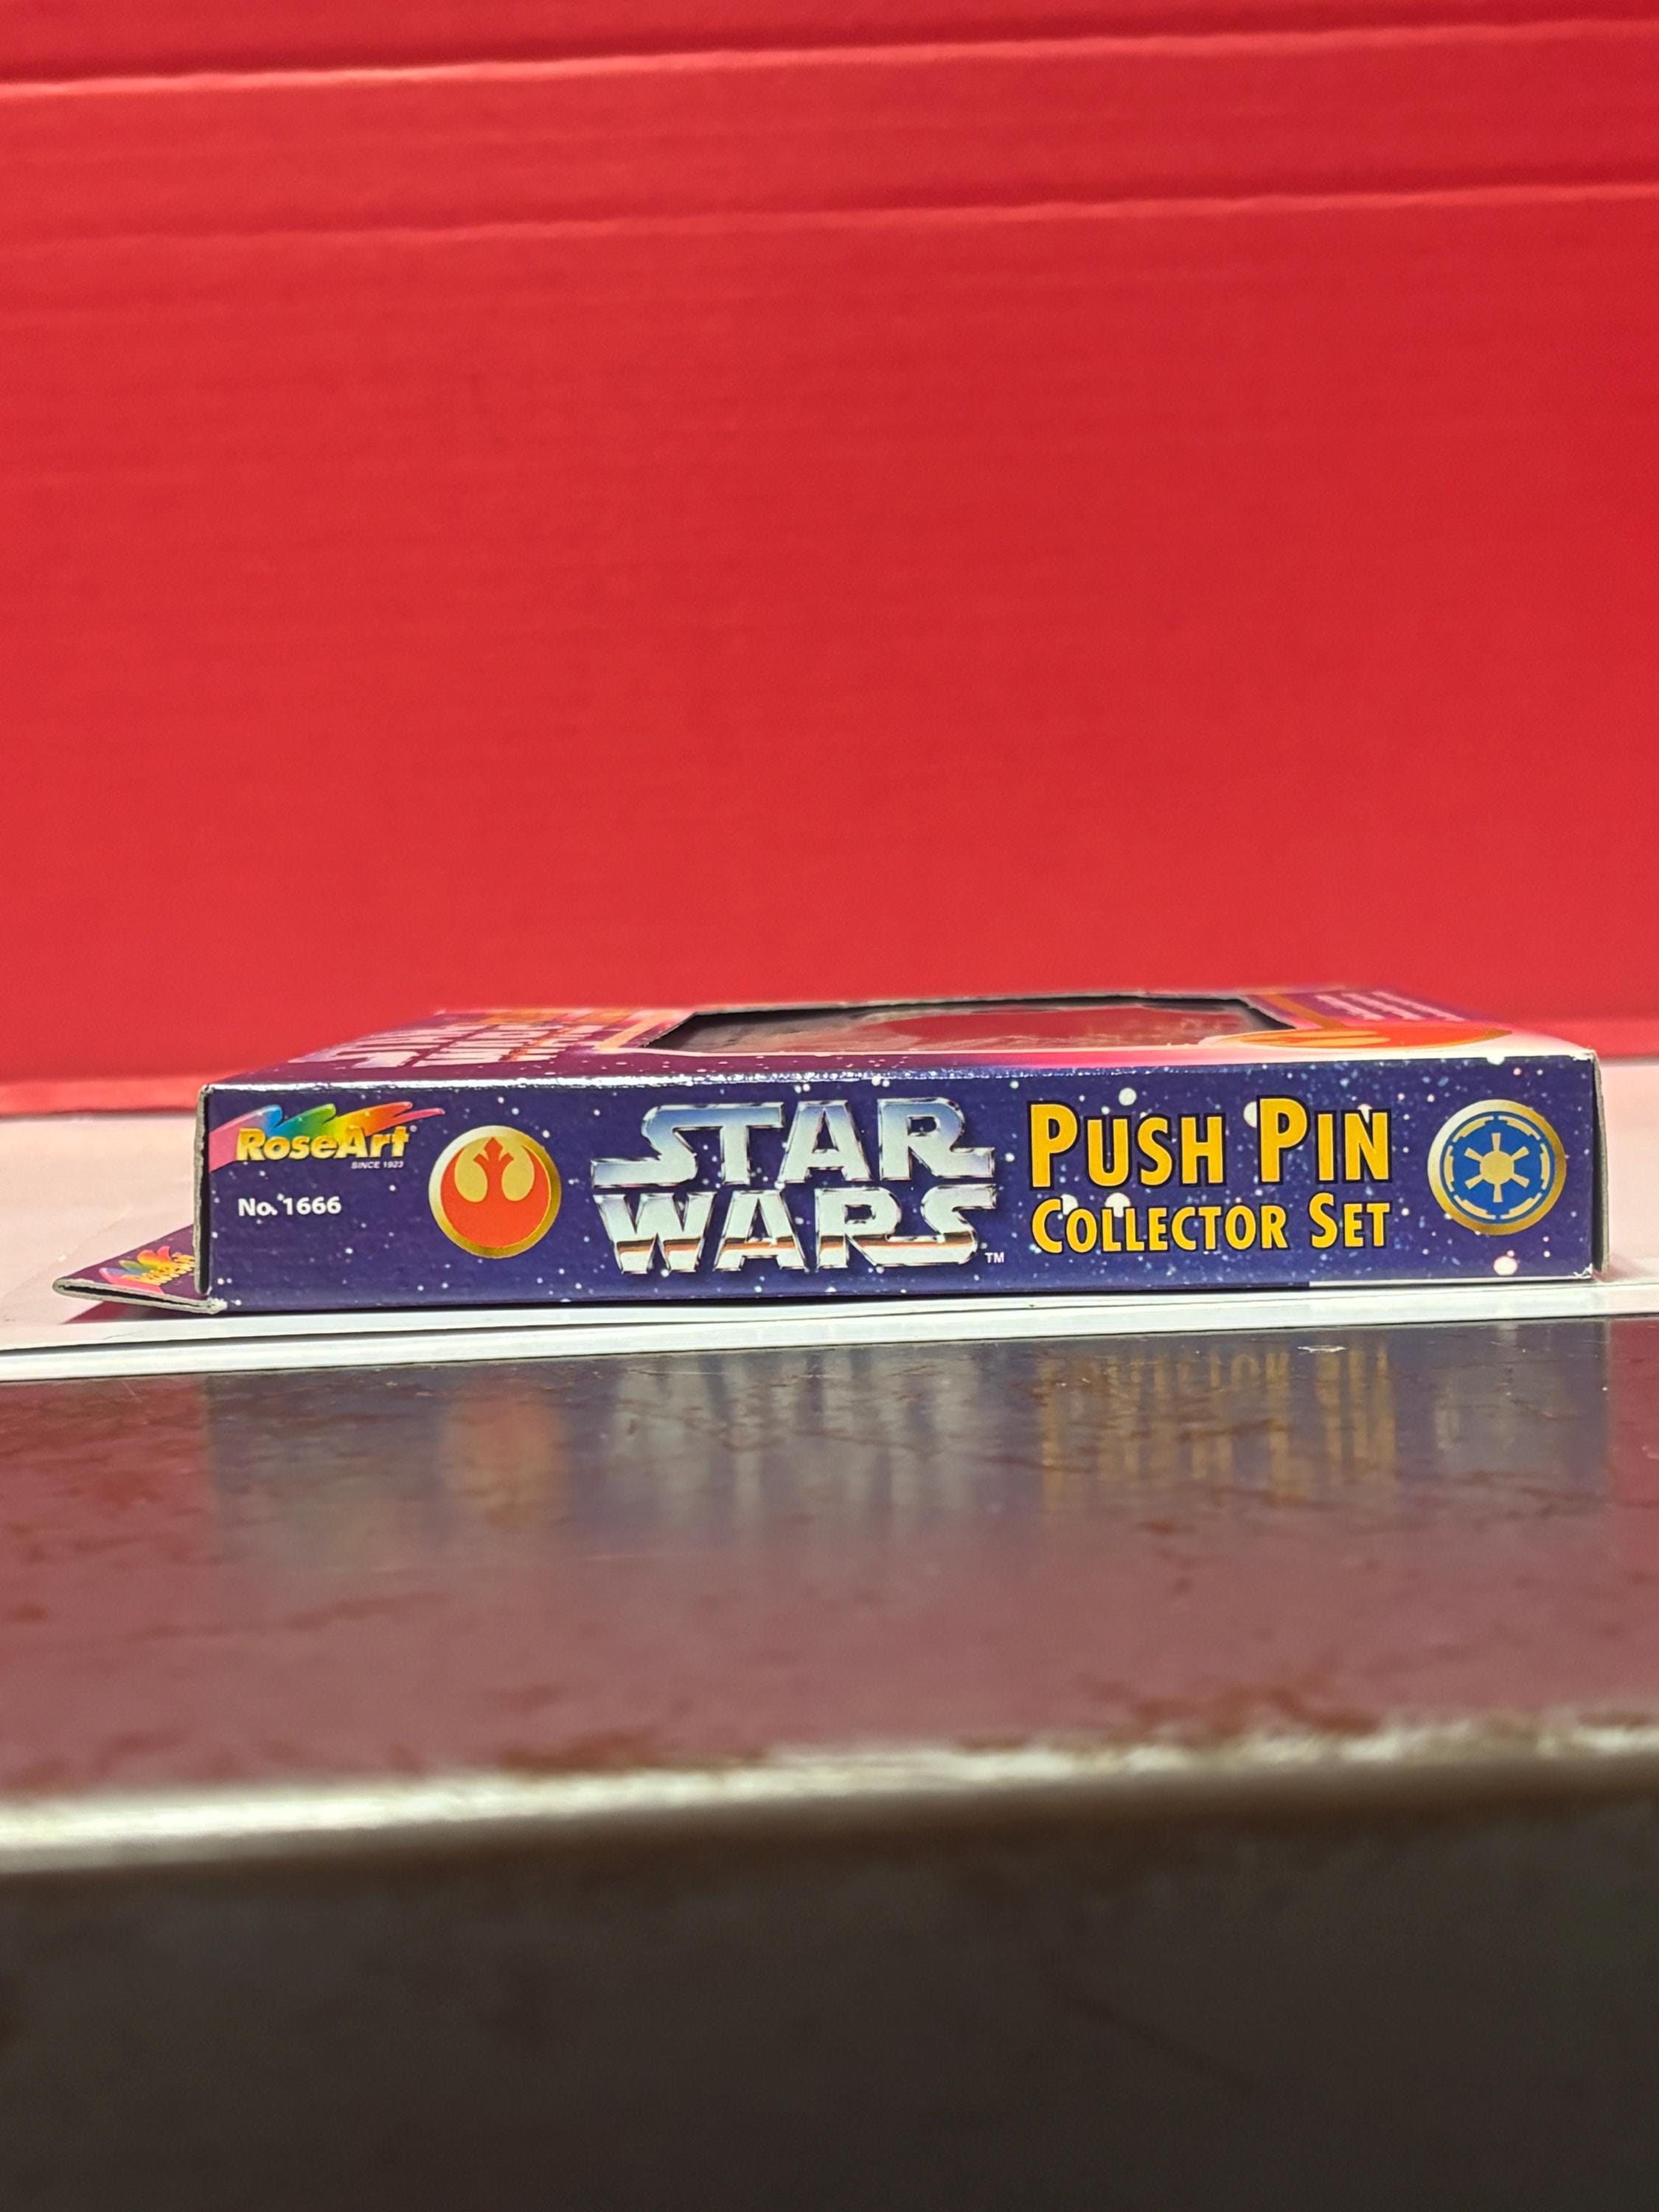 RoseArt®
SINCE 1923
No. 1666
STAR
WARS
™
PUSH PIN
COLLECTOR SET